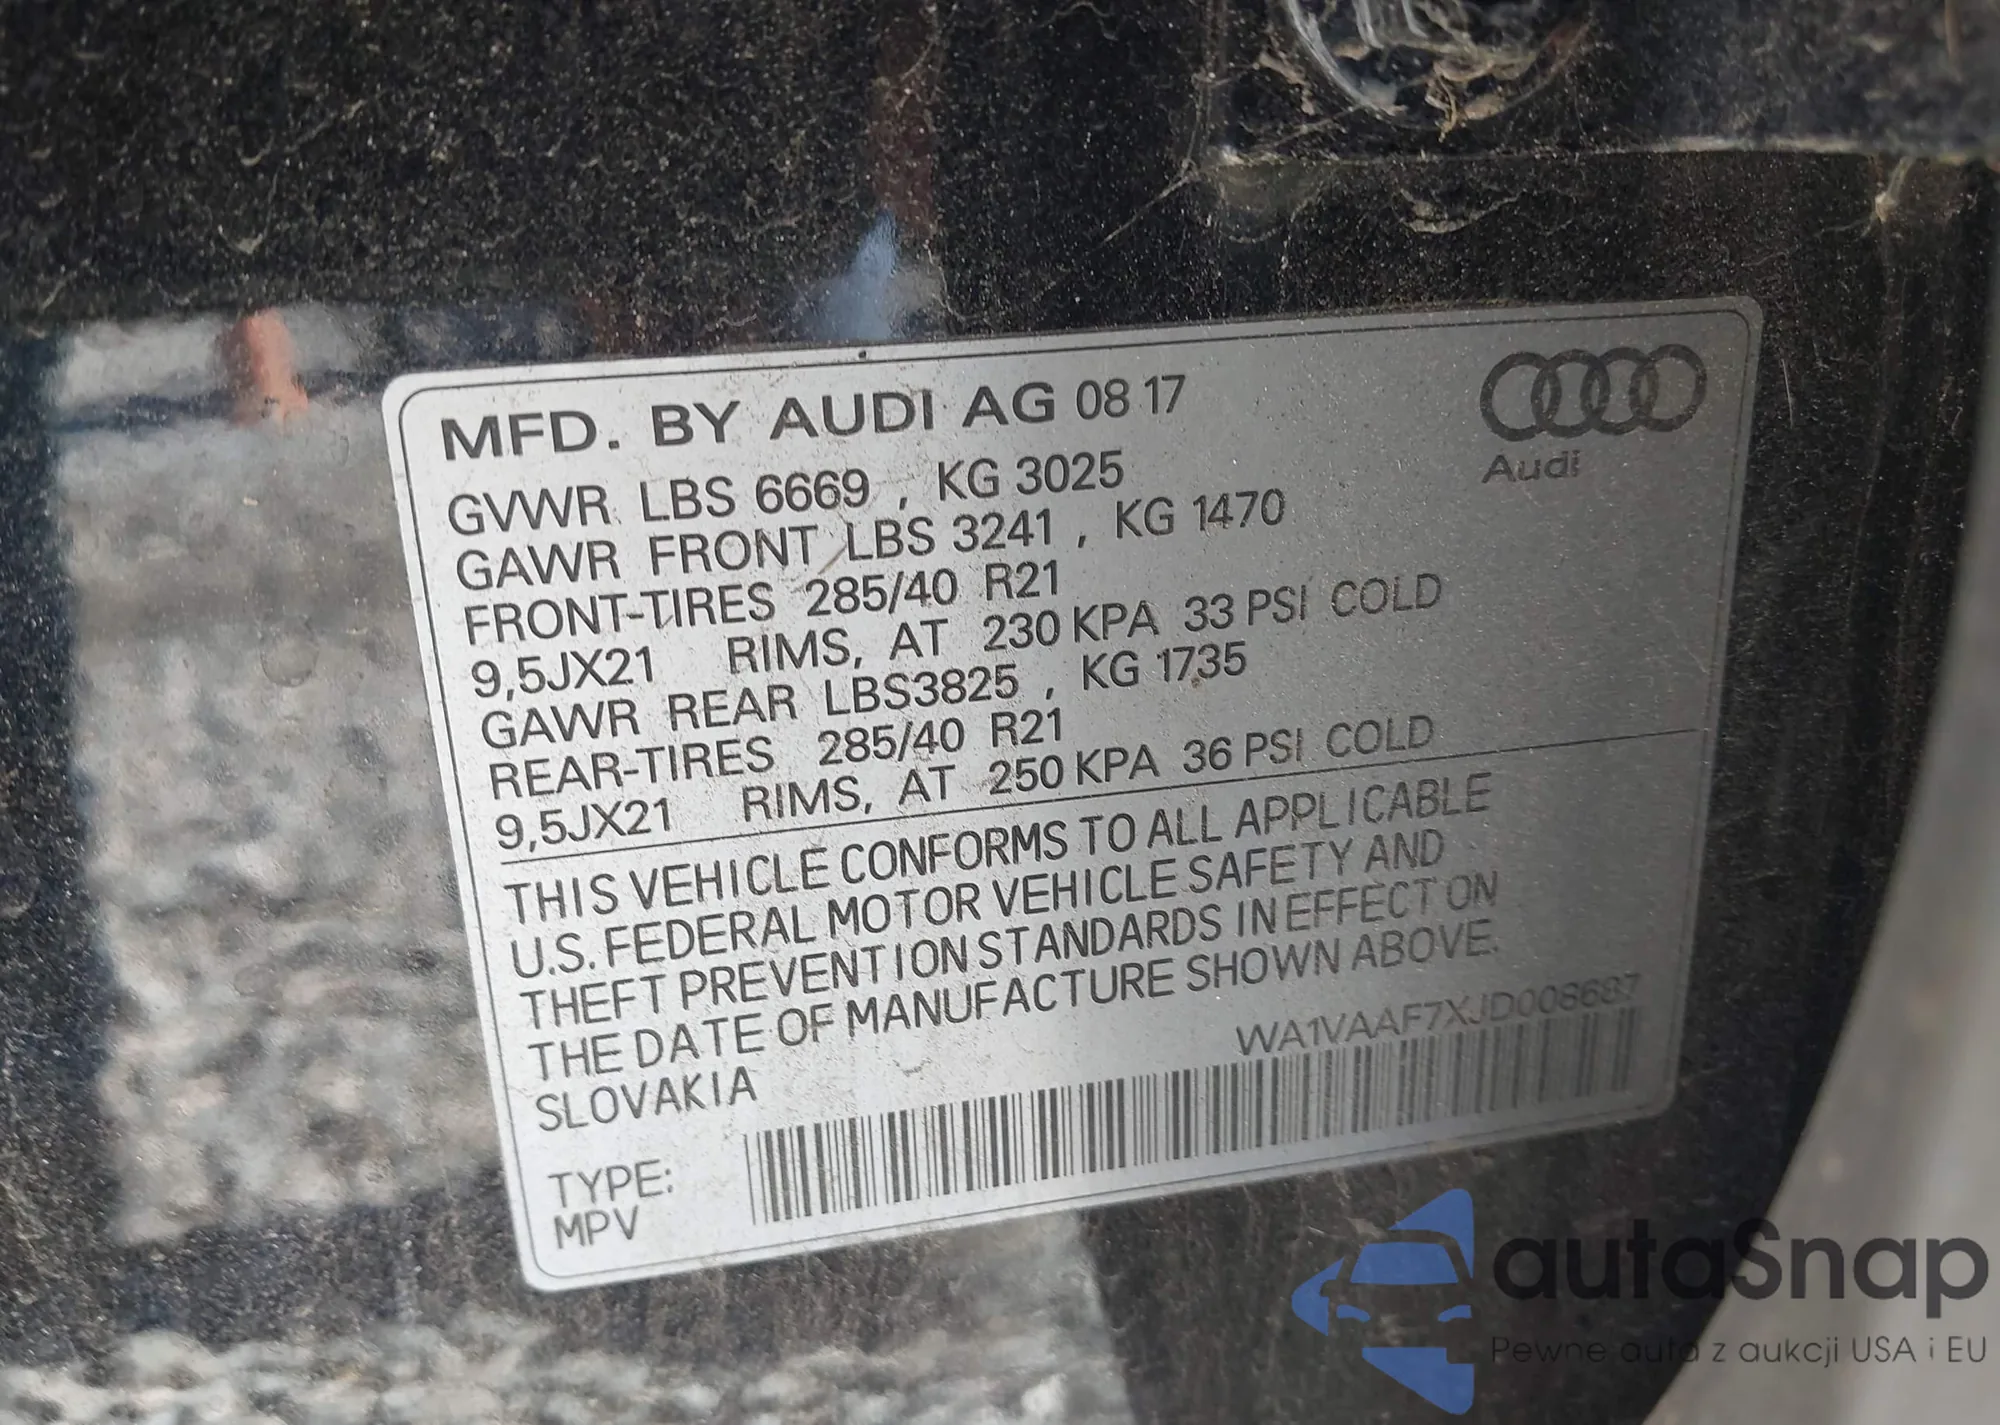 MFD. BY AUDI AG 08 17
Audi
GVWR LBS 6669 , KG 3025
GAWR FRONT LBS 3241 , KG 1470
FRONT-TIRES 285/40 R21
9,5JX21 RIMS, AT 230 KPA 33 PSI COLD
GAWR REAR LBS3825 , KG 1735
REAR-TIRES 285/40 R21
9,5JX21 RIMS, AT 250 KPA 36 PSI COLD
THIS VEHICLE CONFORMS TO ALL APPLICABLE
U.S. FEDERAL MOTOR VEHICLE SAFETY AND
THEFT PREVENTION STANDARDS IN EFFECT ON
THE DATE OF MANUFACTURE SHOWN ABOVE.
SLOVAKIA
WA1VAAF7XJD008687
TYPE:
MPV
autaSnap
Pewne auta z aukcji USA i EU